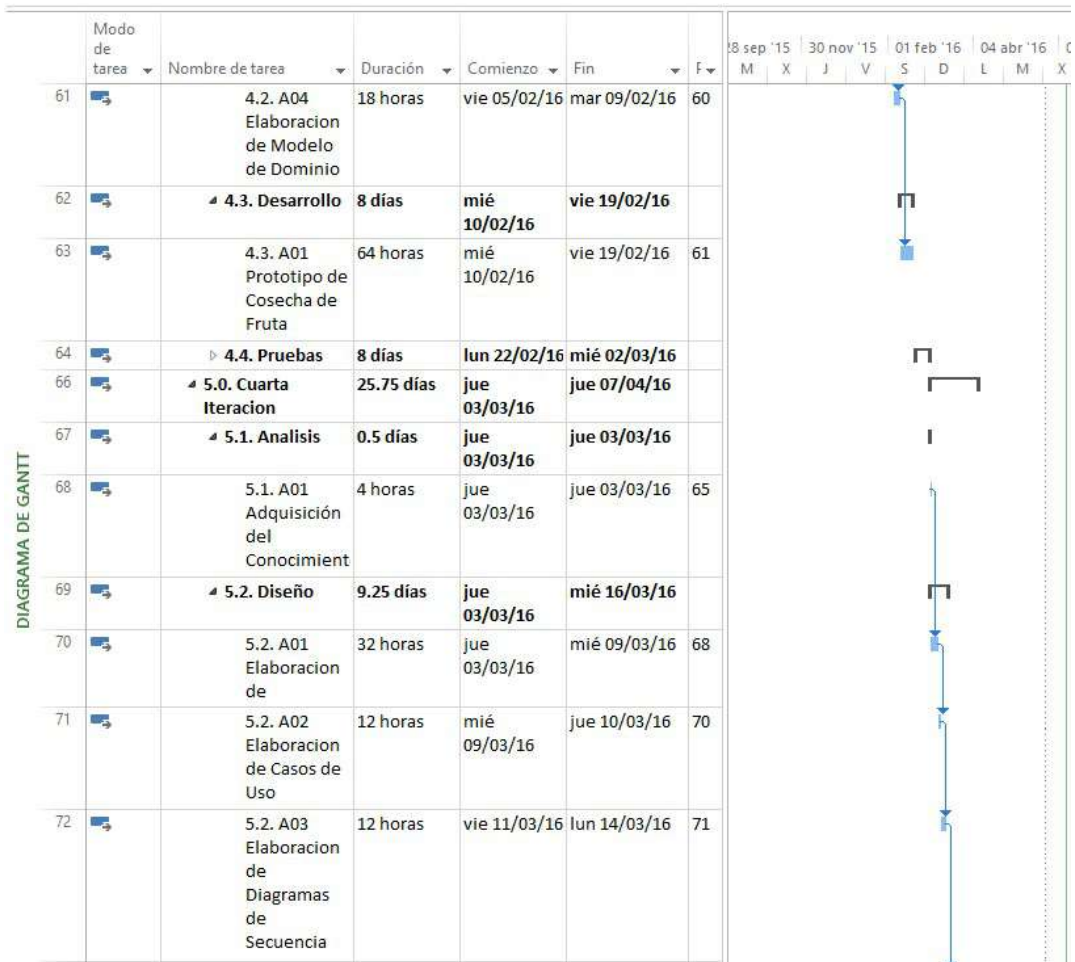 Modo
de
tarea
Nombre de tarea
Duración
Comienzo
Fin
28 sep '15 30 nov '15 01 feb '16 04 abr '16
M X J V S D L M X
DIAGRAMA DE GANTT
61 4.2. A04 18 horas vie 05/02/16 mar 09/02/16 60
Elaboracion
de Modelo
de Dominio
62 4.3. Desarrollo 8 días mié vie 19/02/16
10/02/16
63 4.3. A01 64 horas mié vie 19/02/16 61
Prototipo de 10/02/16
Cosecha de
Fruta
64 4.4. Pruebas 8 días lun 22/02/16 mié 02/03/16
66 5.0. Cuarta 25.75 días jue jue 07/04/16
Iteracion 03/03/16
67 5.1. Analisis 0.5 días jue jue 03/03/16
03/03/16
68 5.1. A01 4 horas jue jue 03/03/16 65
Adquisición 03/03/16
del
Conocimient
69 5.2. Diseño 9.25 días jue mié 16/03/16
03/03/16
70 5.2. A01 32 horas jue mié 09/03/16 68
Elaboracion 03/03/16
de
71 5.2. A02 12 horas mié jue 10/03/16 70
Elaboracion 09/03/16
de Casos de
Uso
72 5.2. A03 12 horas vie 11/03/16 lun 14/03/16 71
Elaboracion
de
Diagramas
de
Secuencia